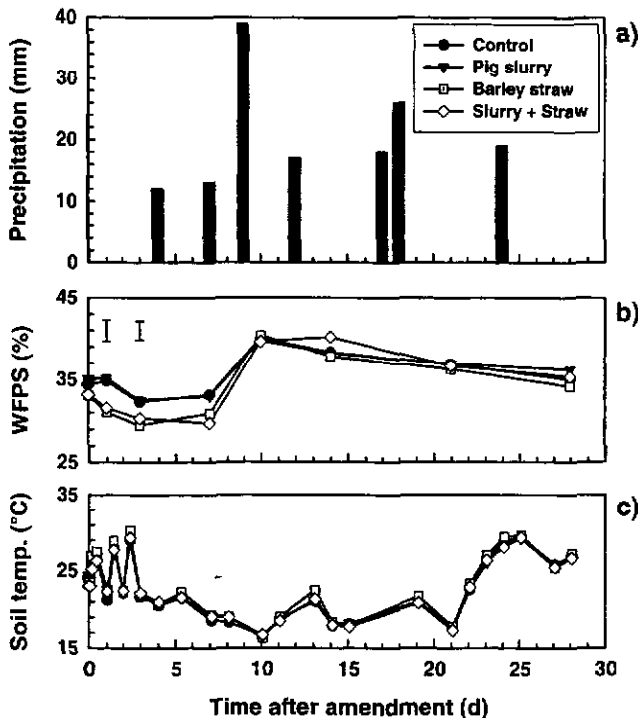 a)
Precipitation (mm)
40
30
20
10
0
Control
Pig slurry
Barley straw
Slurry + Straw
b)
WFPS (%)
45
35
25
c)
Soil temp. (°C)
35
25
15
0 5 10 15 20 25 30
Time after amendment (d)